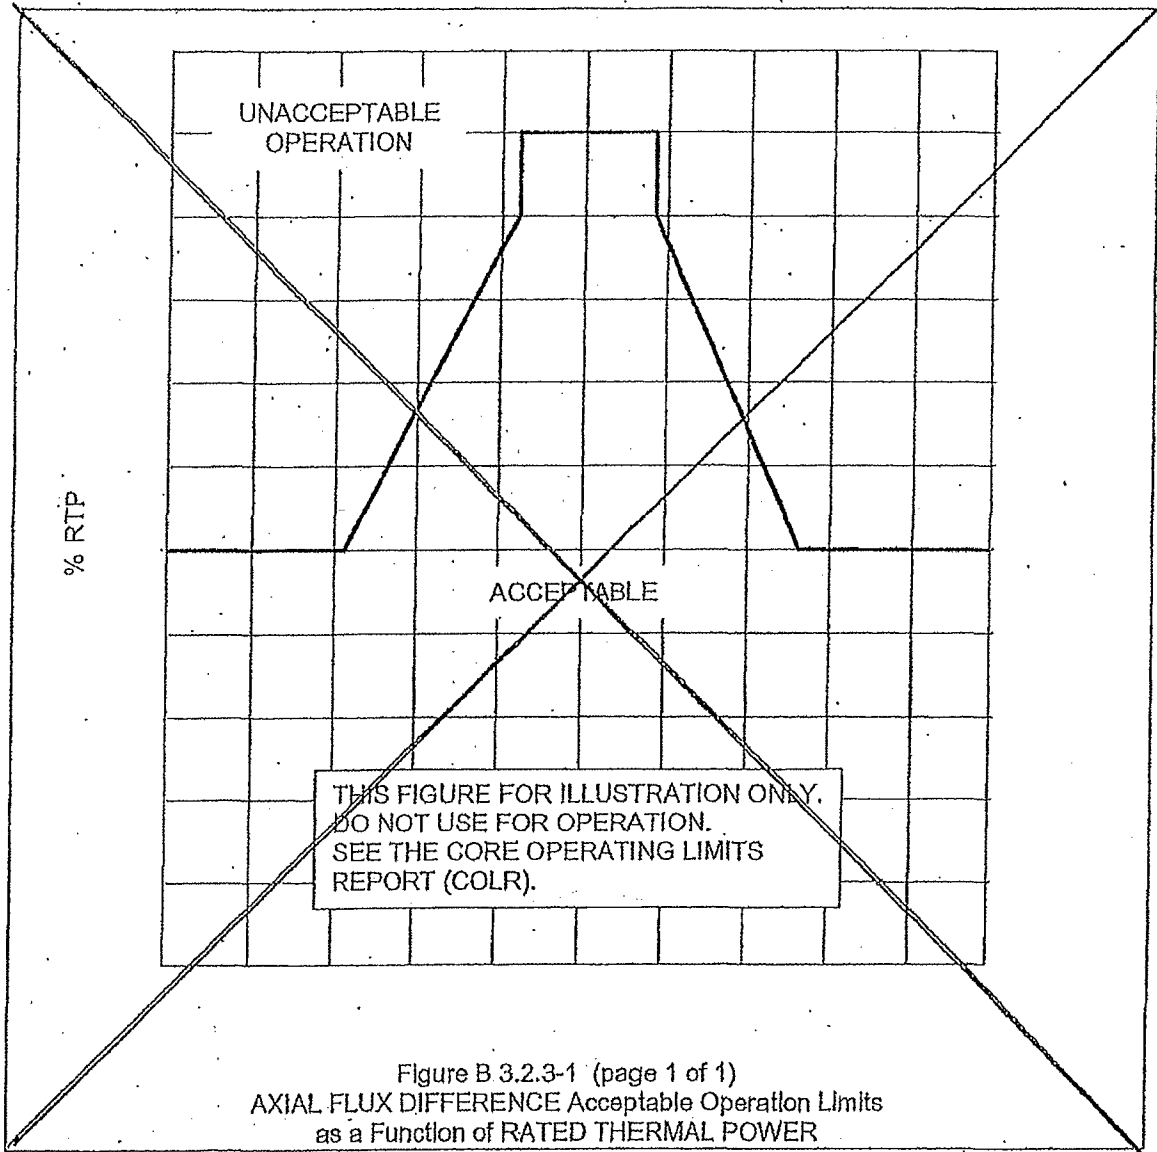 UNACCEPTABLE
OPERATION
% RTP
ACCEPTABLE
THIS FIGURE FOR ILLUSTRATION ONLY.
DO NOT USE FOR OPERATION.
SEE THE CORE OPERATING LIMITS
REPORT (COLR).
Figure B 3.2.3-1 (page 1 of 1)
AXIAL FLUX DIFFERENCE Acceptable Operation Limits
as a Function of RATED THERMAL POWER